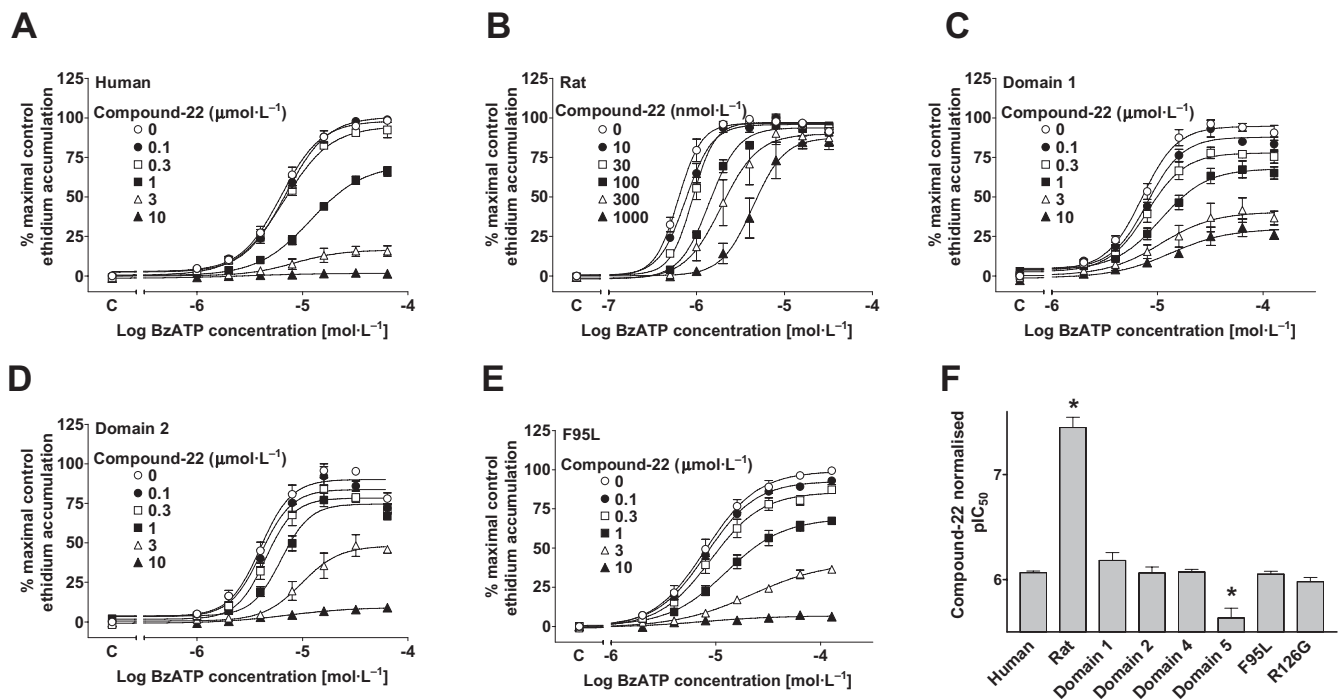 A
Human
Compound-22 (μmol·L⁻¹)
0
0.1
0.3
1
3
10
125
100
75
50
25
0
% maximal control
ethidium accumulation
C
-6
-5
-4
Log BzATP concentration [mol·L⁻¹]
B
Rat
Compound-22 (nmol·L⁻¹)
0
10
30
100
300
1000
125
100
75
50
25
0
% maximal control
ethidium accumulation
C
-7
-6
-5
-4
Log BzATP concentration [mol·L⁻¹]
C
Domain 1
Compound-22 (μmol·L⁻¹)
0
0.1
0.3
1
3
10
125
100
75
50
25
0
% maximal control
ethidium accumulation
C
-6
-5
-4
Log BzATP concentration [mol·L⁻¹]
D
Domain 2
Compound-22 (μmol·L⁻¹)
0
0.1
0.3
1
3
10
125
100
75
50
25
0
% maximal control
ethidium accumulation
C
-6
-5
-4
Log BzATP concentration [mol·L⁻¹]
E
F95L
Compound-22 (μmol·L⁻¹)
0
0.1
0.3
1
3
10
125
100
75
50
25
0
% maximal control
ethidium accumulation
C
-6
-5
-4
Log BzATP concentration [mol·L⁻¹]
F
Compound-22 normalised
pIC₅₀
7
6
*
*
Human
Rat
Domain 1
Domain 2
Domain 4
Domain 5
F95L
R126G